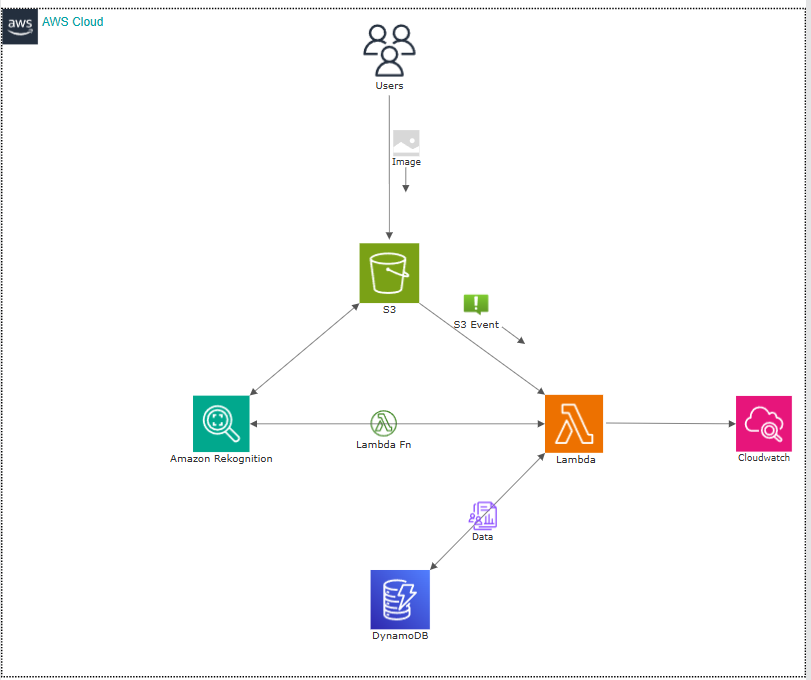 aws
AWS Cloud
Users
Image
S3
S3 Event
Amazon Rekognition
Lambda Fn
Lambda
Cloudwatch
Data
DynamoDB